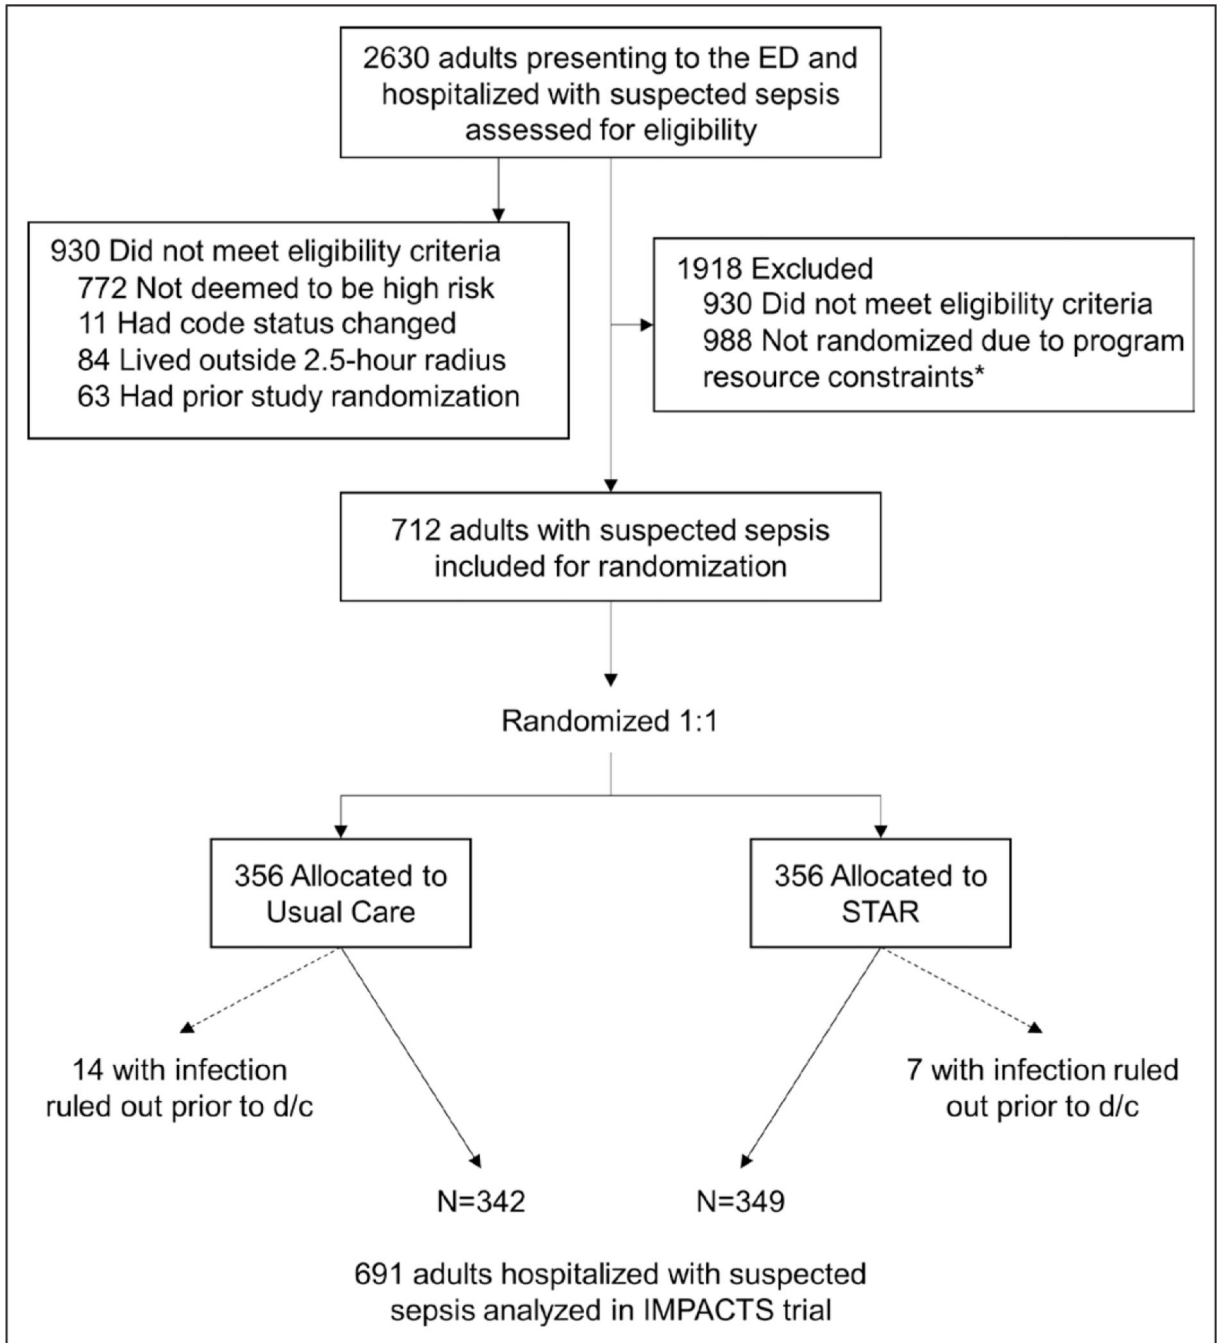 2630 adults presenting to the ED and
hospitalized with suspected sepsis
assessed for eligibility
930 Did not meet eligibility criteria
772 Not deemed to be high risk
11 Had code status changed
84 Lived outside 2.5-hour radius
63 Had prior study randomization
1918 Excluded
930 Did not meet eligibility criteria
988 Not randomized due to program
resource constraints*
712 adults with suspected sepsis
included for randomization
Randomized 1:1
356 Allocated to
Usual Care
356 Allocated to
STAR
14 with infection
ruled out prior to d/c
7 with infection ruled
out prior to d/c
N=342
N=349
691 adults hospitalized with suspected
sepsis analyzed in IMPACTS trial